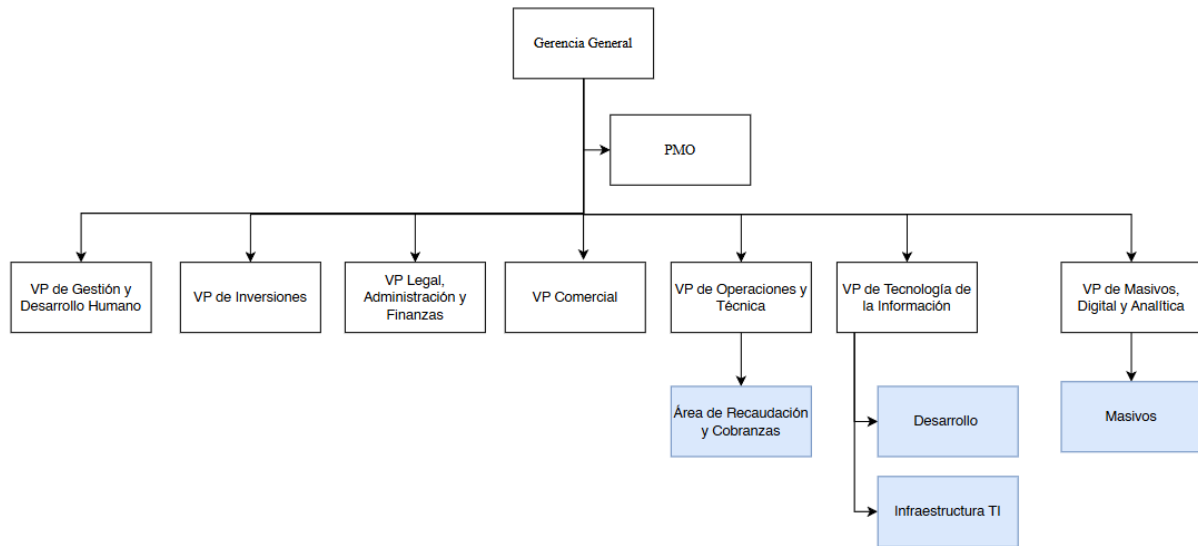 Gerencia General
PMO
VP de Gestión y
Desarrollo Humano
VP de Inversiones
VP Legal,
Administración y
Finanzas
VP Comercial
VP de Operaciones y
Técnica
VP de Tecnología de
la Información
VP de Masivos,
Digital y Analítica
Área de Recaudación
y Cobranzas
Desarrollo
Masivos
Infraestructura TI